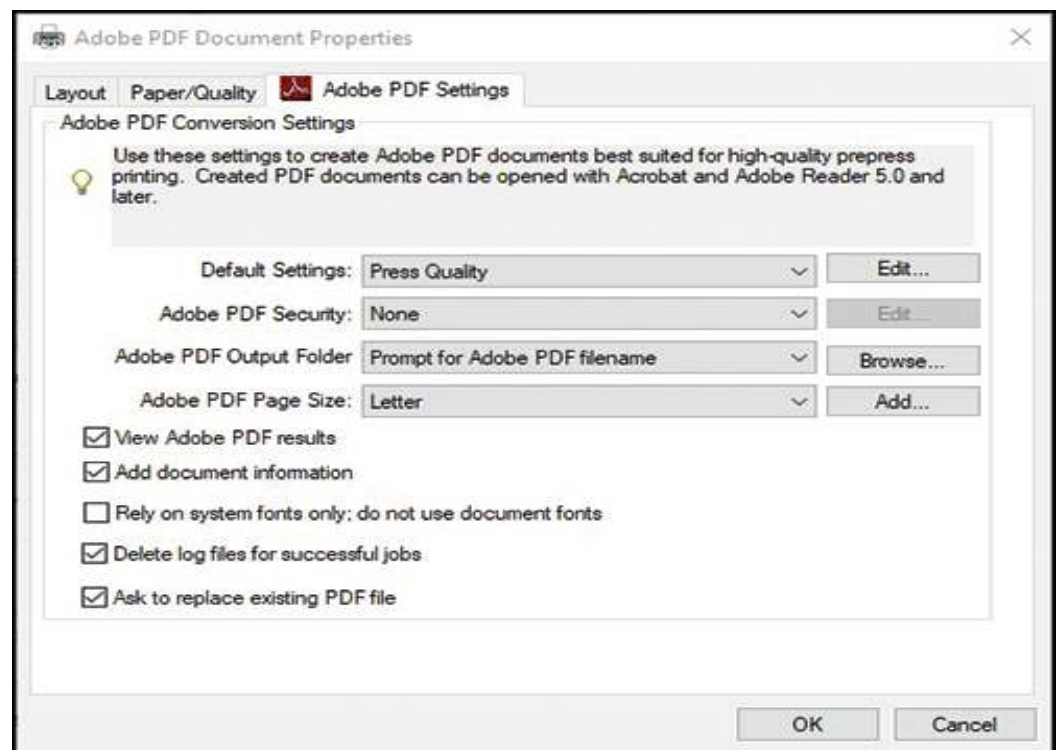 Adobe PDF Document Properties
Layout Paper/Quality Adobe PDF Settings
Adobe PDF Conversion Settings
Use these settings to create Adobe PDF documents best suited for high-quality prepress
printing. Created PDF documents can be opened with Acrobat and Adobe Reader 5.0 and
later.
Default Settings: Press Quality Edit...
Adobe PDF Security: None Edit...
Adobe PDF Output Folder Prompt for Adobe PDF filename Browse...
Adobe PDF Page Size: Letter Add...
View Adobe PDF results
Add document information
Rely on system fonts only; do not use document fonts
Delete log files for successful jobs
Ask to replace existing PDF file
OK Cancel